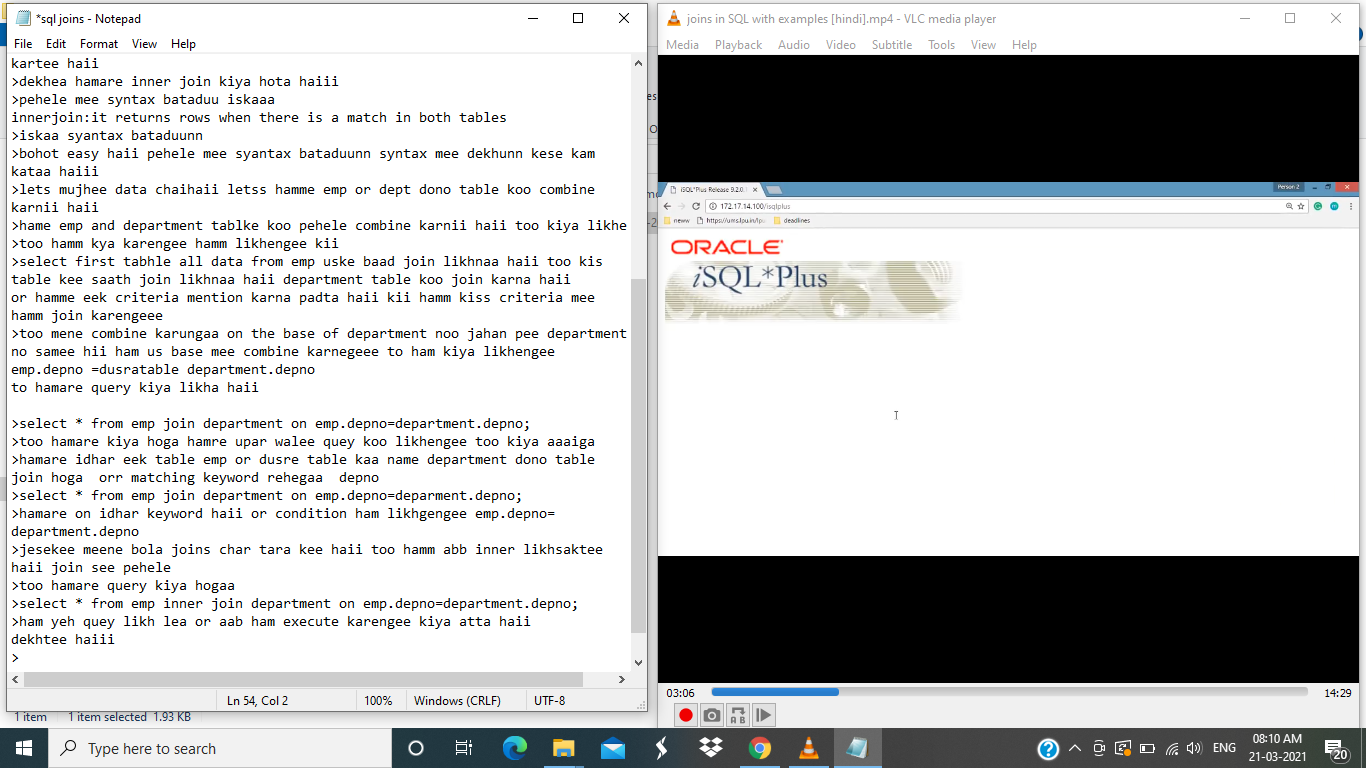 *sql joins - Notepad
File Edit Format View Help
kartee haii
>dekhea hamare inner join kiya hota haiii
>pehele mee syntax bataduu iskaaa
innerjoin:it returns rows when there is a match in both tables
>iskaa syantax bataduunn
>bohot easy haii pehele mee syantax bataduunn syntax mee dekhunn kese kam
kataa haiii
>lets mujhee data chaihaii letss hamme emp or dept dono table koo combine
karnii haii
>hame emp and department tablke koo pehele combine karnii haii too kiya likhe
>too hamm kya karengee hamm likhengee kii
>select first tabhle all data from emp uske baad join likhnaa haii too kis
table kee saath join likhnaa haii department table koo join karna haii
or hamme eek criteria mention karna padta haii kii hamm kiss criteria mee
hamm join karengeee
>too mene combine karungaa on the base of department noo jahan pee department
no samee hii ham us base mee combine karnegeee to ham kiya likhengee
emp.depno =dusratable department.depno
to hamare query kiya likha haii
>select * from emp join department on emp.depno=department.depno;
>too hamare kiya hoga hamre upar walee quey koo likhengee too kiya aaaiga
>hamare idhar eek table emp or dusre table kaa name department dono table
join hoga  orr matching keyword rehegaa  depno
>select * from emp join department on emp.depno=deparment.depno;
>hamare on idhar keyword haii or condition ham likhgengee emp.depno=
department.depno
>jesekee meene bola joins char tara kee haii too hamm abb inner likhsaktee
haii join see pehele
>too hamare query kiya hogaa
>select * from emp inner join department on emp.depno=department.depno;
>ham yeh quey likh lea or aab ham execute karengee kiya atta haii
dekhtee haiii
>
Ln 54, Col 2 100% Windows (CRLF) UTF-8
1 item 1 item selected 1.93 KB
joins in SQL with examples [hindi].mp4 - VLC media player
Media Playback Audio Video Subtitle Tools View Help
iSQL*Plus Release 9.2.0. Person 2
172.17.14.100/isqlplus
neww https://ums.lpu.in/lpu deadlines
ORACLE
iSQL*Plus
03:06 14:29
A B
Type here to search
ENG
08:10 AM
21-03-2021
20